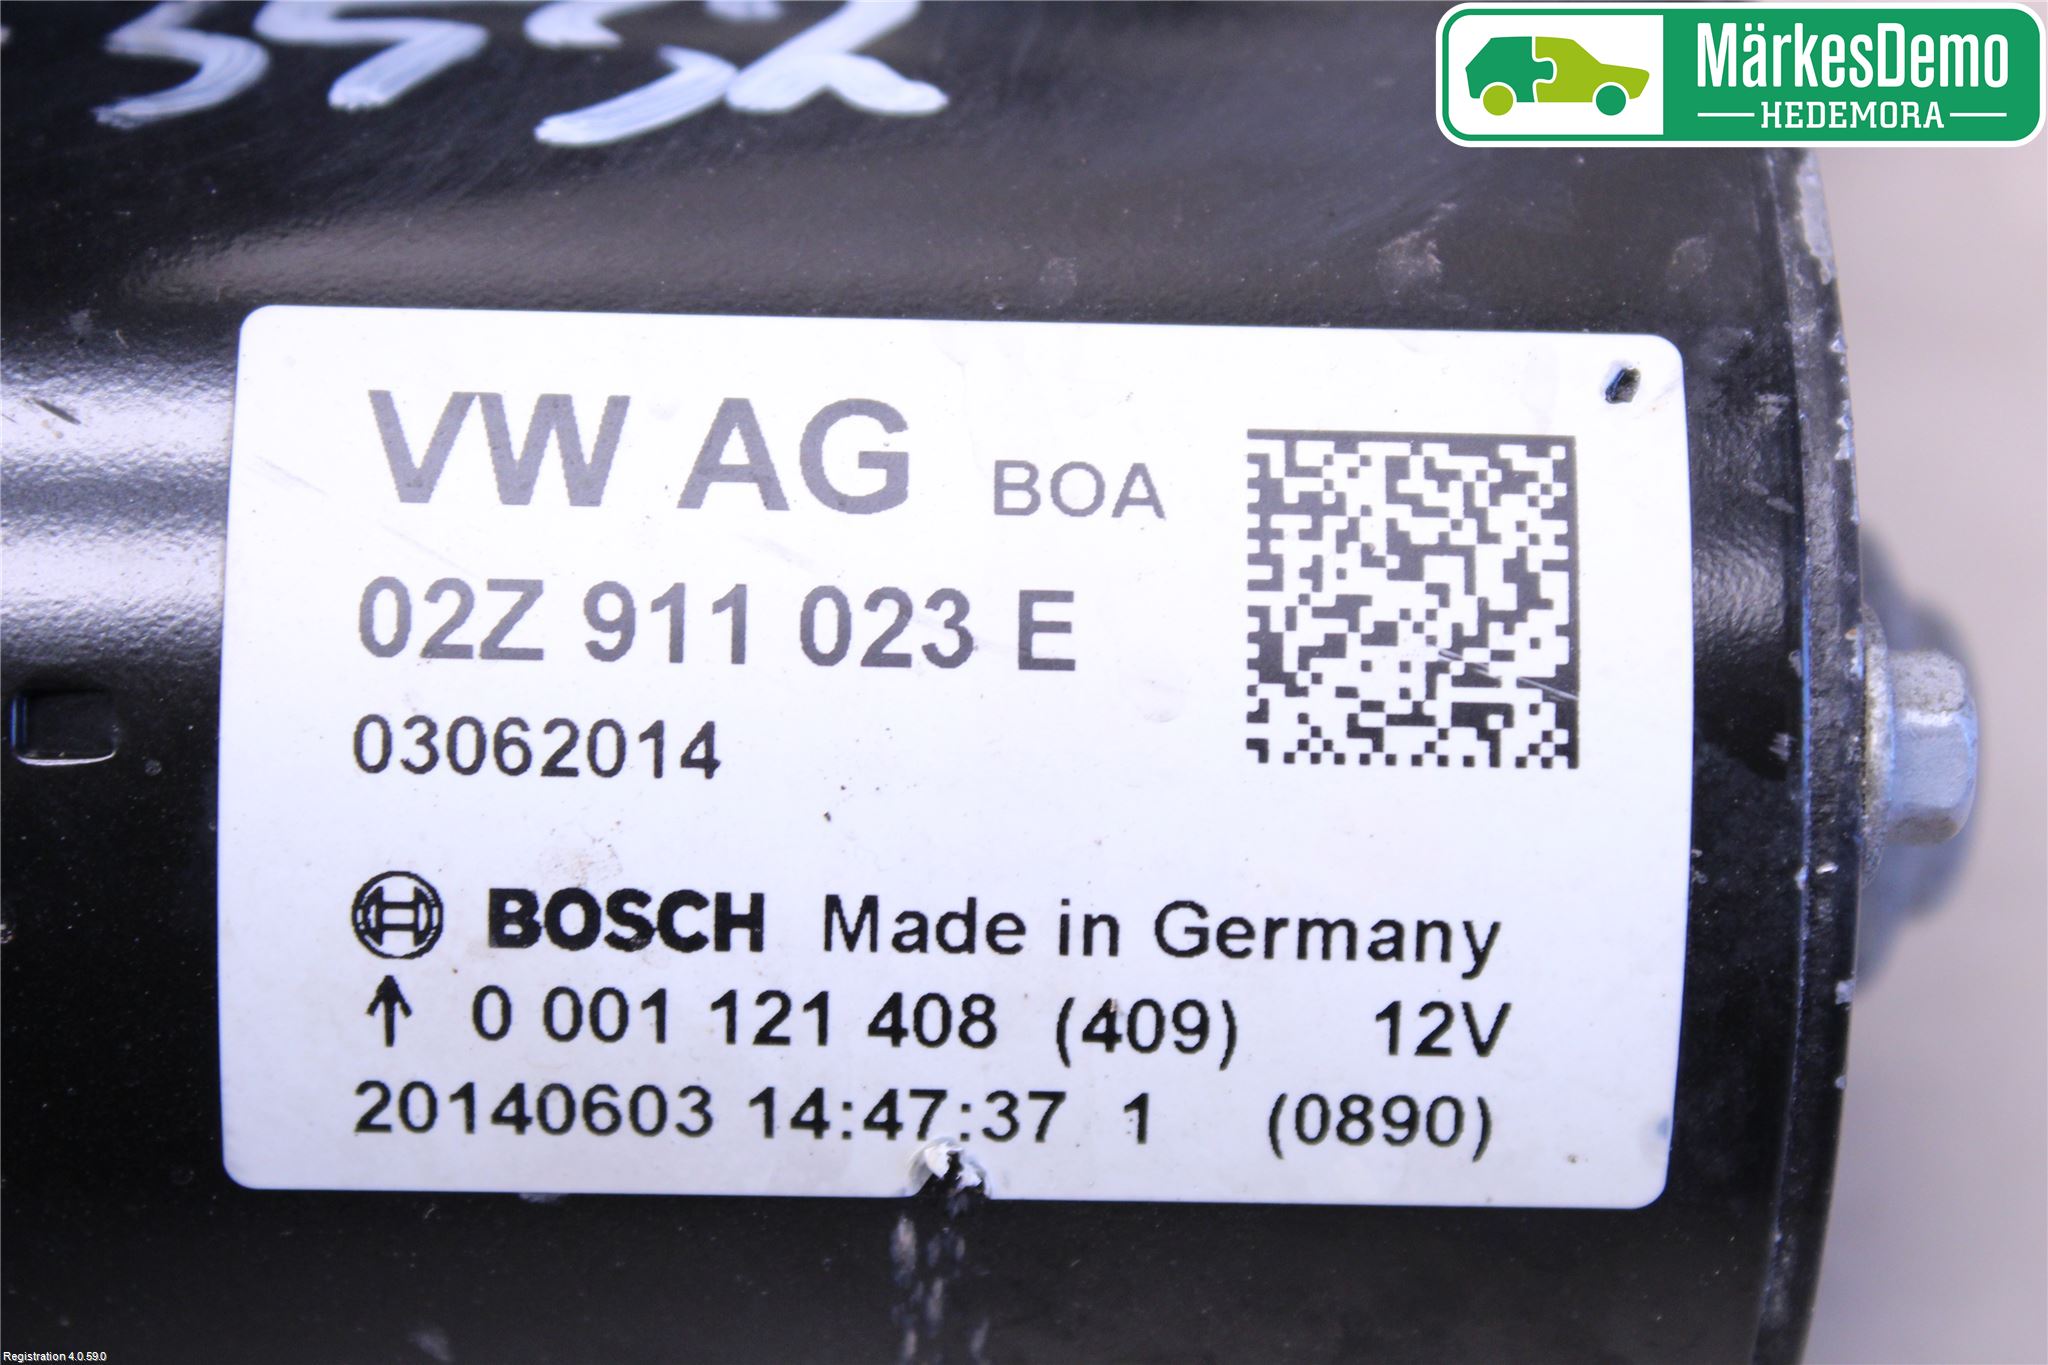 MärkesDemo
HEDEMORA
VW AG BOA
02Z 911 023 E
03062014
BOSCH Made in Germany
↑ 0 001 121 408 (409) 12V
20140603 14:47:37 1 (0890)
Registration 4.0.59.0